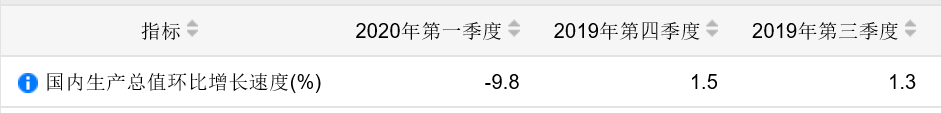 指标 2020年第一季度 2019年第四季度 2019年第三季度
国内生产总值环比增长速度(%) -9.8 1.5 1.3